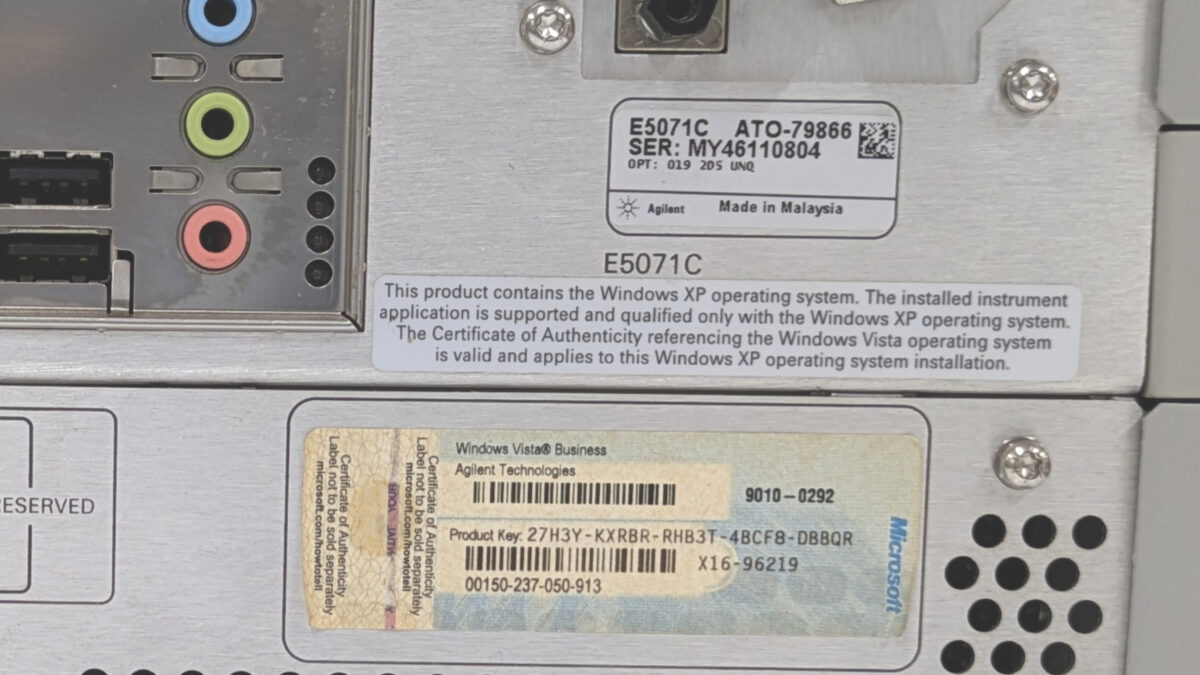 E5071C ATO-79866
SER: MY46110804
OPT: 019 2D5 UNQ
Agilent Made in Malaysia
E5071C
This product contains the Windows XP operating system. The installed instrument
application is supported and qualified only with the Windows XP operating system.
The Certificate of Authenticity referencing the Windows Vista operating system
is valid and applies to this Windows XP operating system installation.
ESERVED
Certificate of Authenticity
Label not to be sold separately
microsoft.com/howtotell
Certificate of Authenticity
Label not to be sold separately
microsoft.com/howtotell
Windows Vista® Business
Agilent Technologies
9010-0292
Product Key: 27H3Y-KXRBR-RHB3T-4BCF8-DBBQR
X16-96219
00150-237-050-913
Microsoft